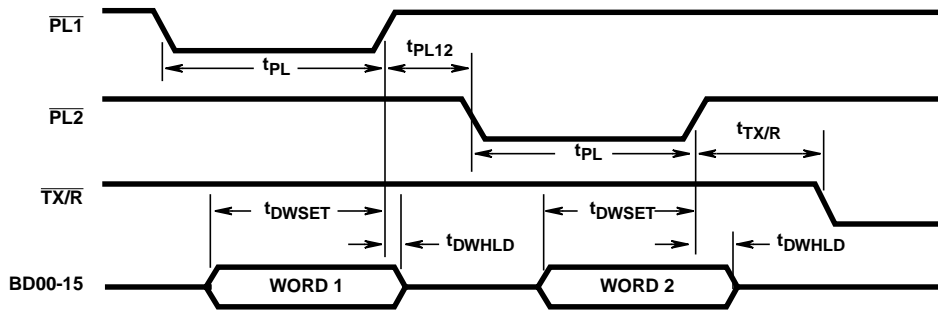 PL1
tPL
tPL12
PL2
tPL
tTX/R
TX/R
tDWSET
tDWSET
tDWHLD
tDWHLD
BD00-15
WORD 1
WORD 2